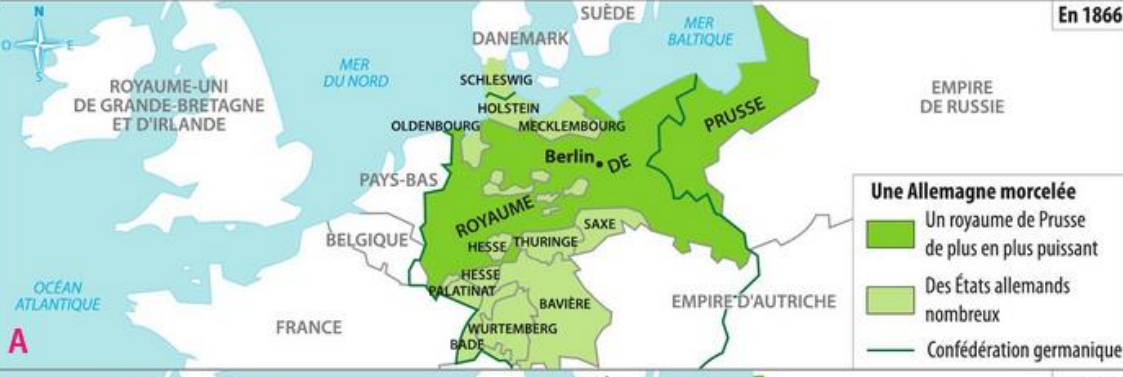 En 1866
N
O
E
S
SUÈDE
MER
BALTIQUE
DANEMARK
MER
DU NORD
SCHLESWIG
ROYAUME-UNI
DE GRANDE-BRETAGNE
ET D'IRLANDE
EMPIRE
DE RUSSIE
HOLSTEIN
OLDENBOURG
MECKLEMBOURG
ROYAUME DE PRUSSE
Berlin
PAYS-BAS
BELGIQUE
SAXE
HESSE
THURINGE
HESSE
PALATINAT
OCÉAN
ATLANTIQUE
BAVIÈRE
EMPIRE D'AUTRICHE
FRANCE
WURTEMBERG
BADE
A
Une Allemagne morcelée
Un royaume de Prusse
de plus en plus puissant
Des États allemands
nombreux
Confédération germanique